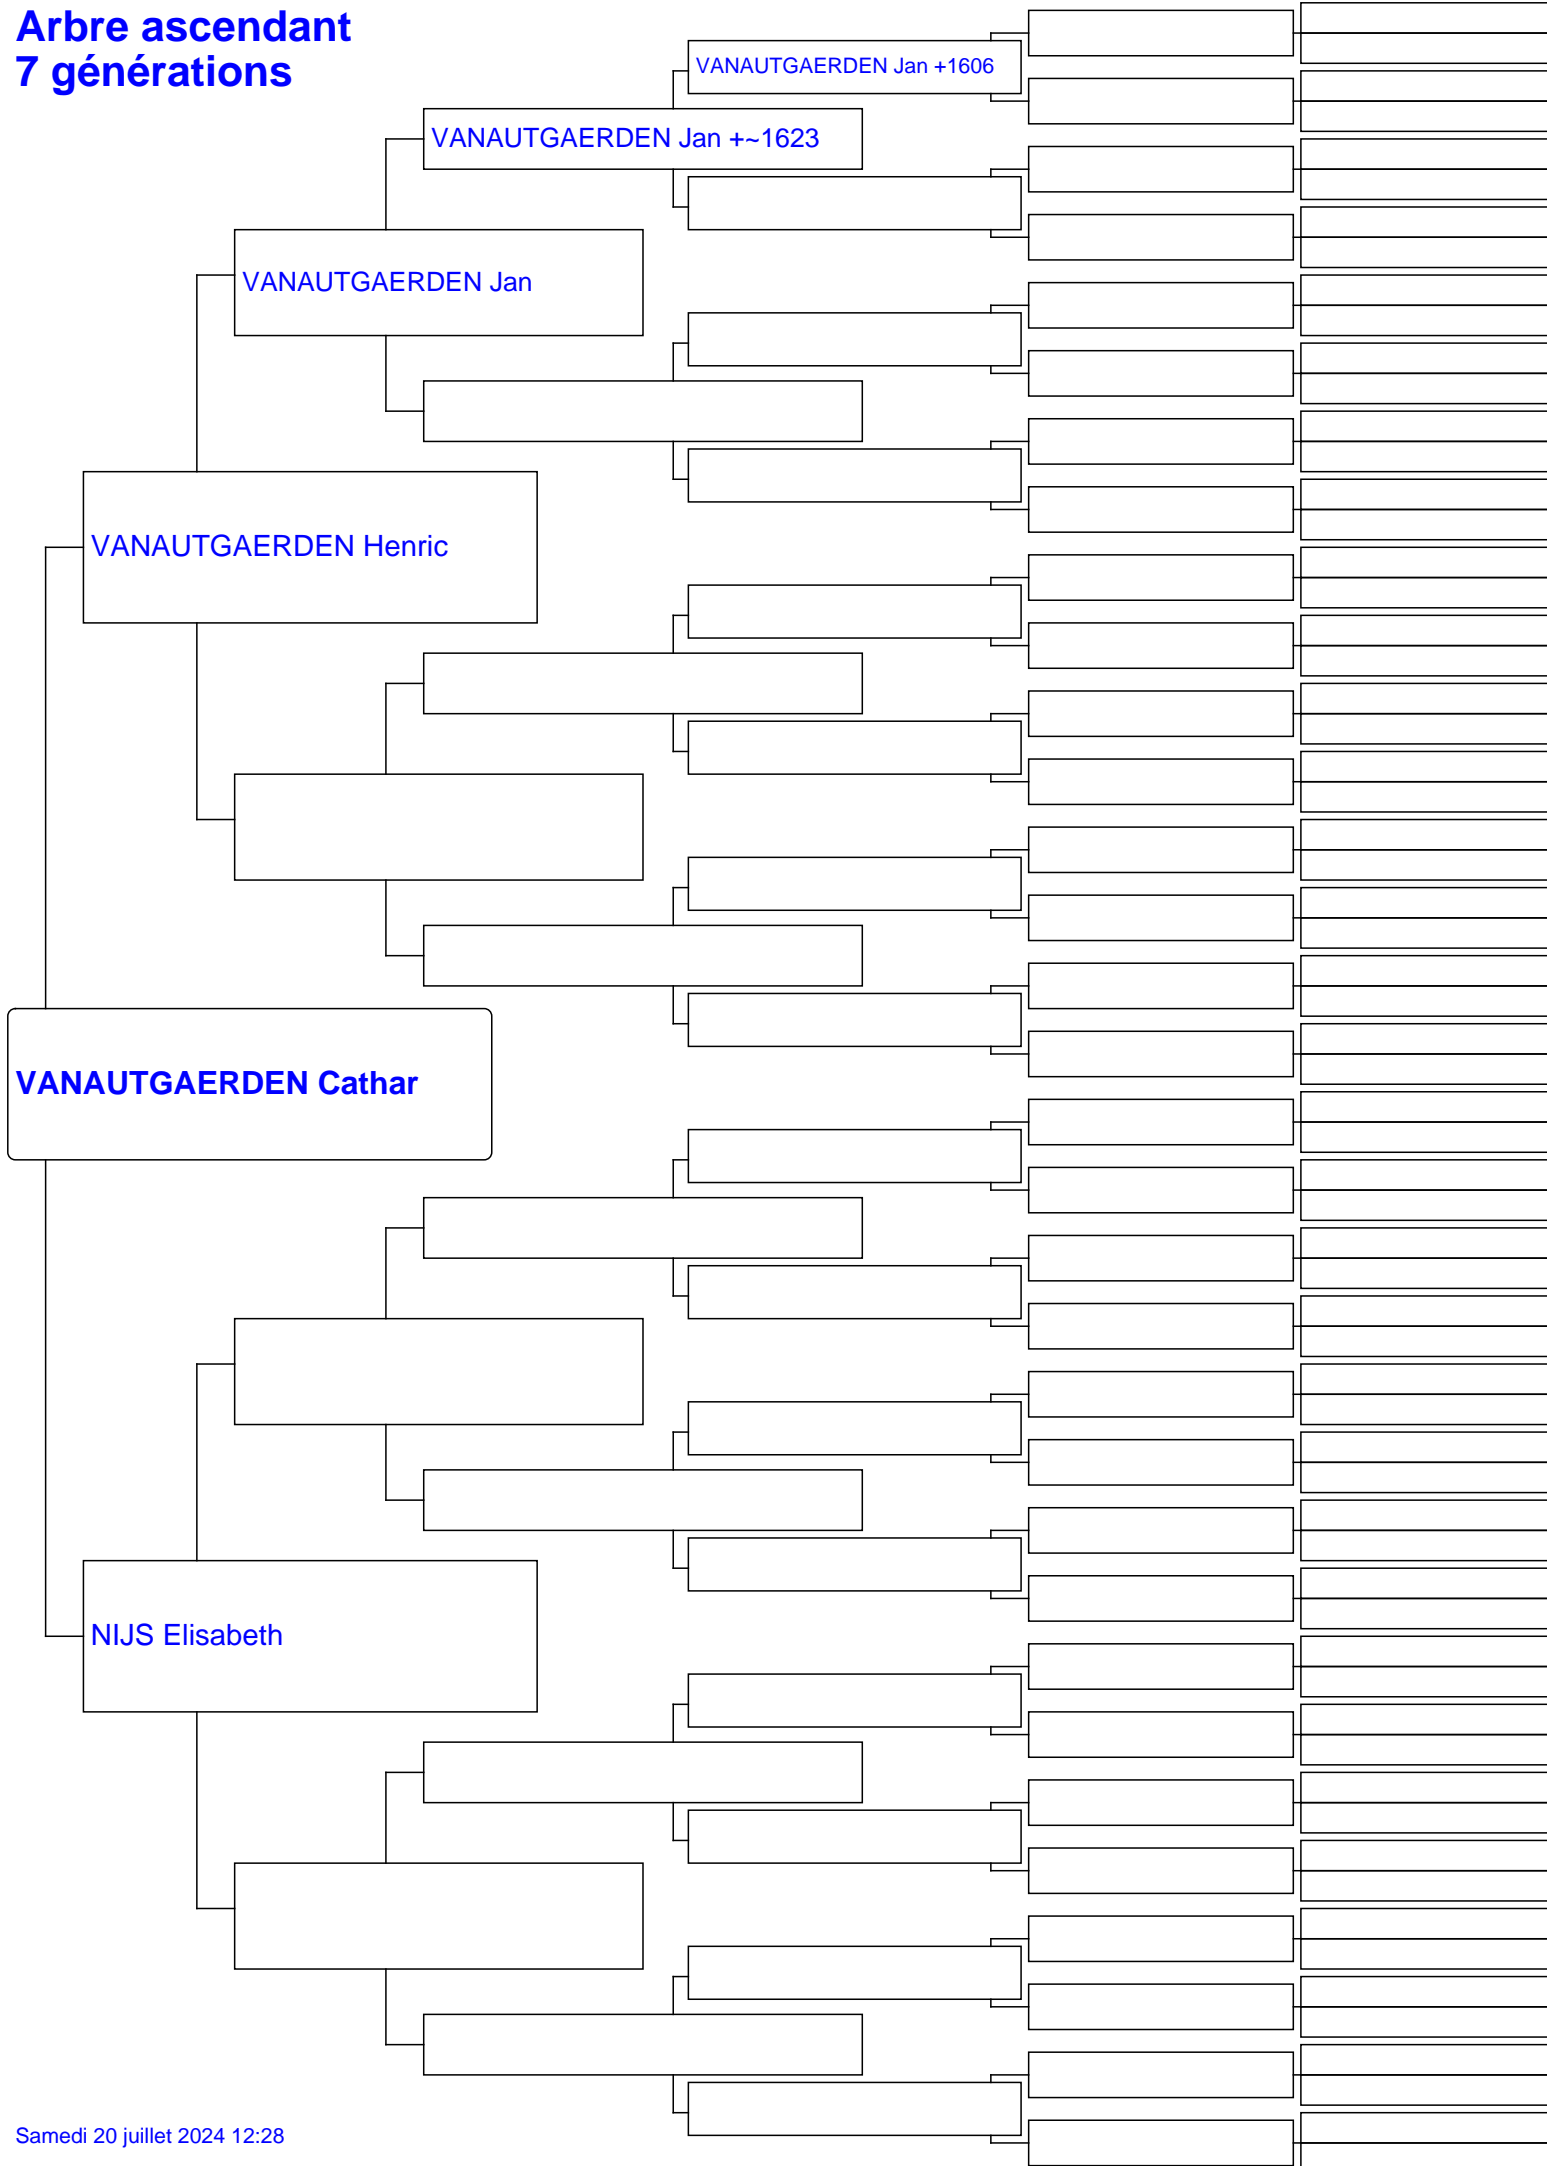 Arbre ascendant
7 générations
VANAUTGAERDEN Jan +1606
VANAUTGAERDEN Jan +~1623
VANAUTGAERDEN Jan
VANAUTGAERDEN Henric
VANAUTGAERDEN Cathar
NIJS Elisabeth
Samedi 20 juillet 2024 12:28